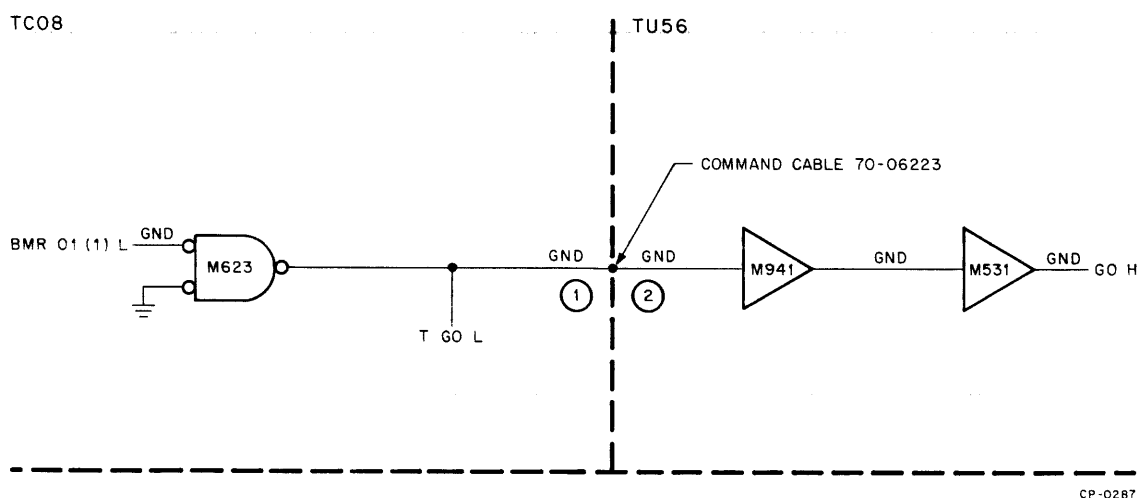 TC08
TU56
COMMAND CABLE 70-06223
BMR 01 (1) L
GND
M623
GND
GND
M941
GND
M531
GND
GO H
1
2
T GO L
CP-0287